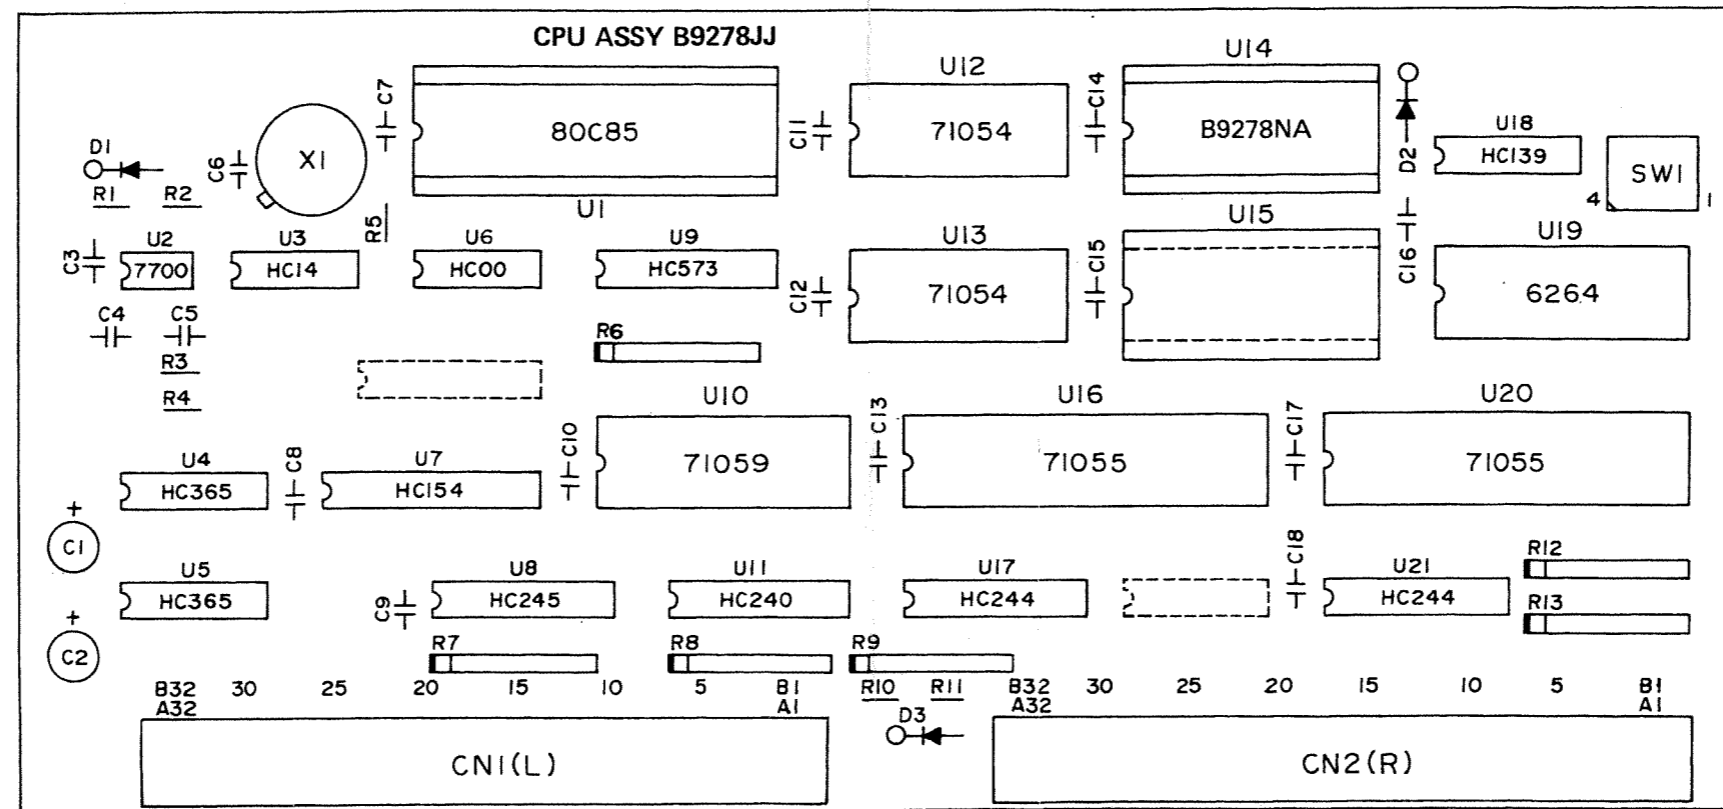 CPU ASSY B9278JJ
U12
U14
C7
80C85
C11
71054
C14
B9278NA
D2
U18
HC139
SW1
4
1
D1
C6
X1
R1
R2
U1
R5
U15
C16
C3
U2
7700
U3
HC14
U6
HC00
U9
HC573
U13
C12
71054
C15
U19
6264
C4
C5
R6
R3
R4
U10
C13
U16
C17
U20
U4
HC365
C8
U7
HC154
C10
71059
71055
71055
+
C1
U5
HC365
C9
U8
HC245
U11
HC240
U17
HC244
C18
U21
HC244
R12
R13
+
C2
R7
R8
R9
B32 30 25 20 15 10 5 B1
A32 A1
R10
R11
D3
B32 30 25 20 15 10 5 B1
A32 A1
CN1(L)
CN2(R)